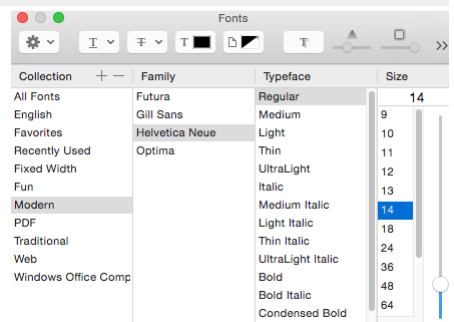 Fonts
T T T T
Collection + − Family Typeface Size
All Fonts Futura Regular 14
English Gill Sans Medium 9
Favorites Helvetica Neue Light 10
Recently Used Optima Thin 11
Fixed Width UltraLight 12
Fun Italic 13
Modern Medium Italic 14
PDF Light Italic 18
Traditional Thin Italic 24
Web UltraLight Italic 36
Windows Office Comp Bold 48
Bold Italic 64
Condensed Bold